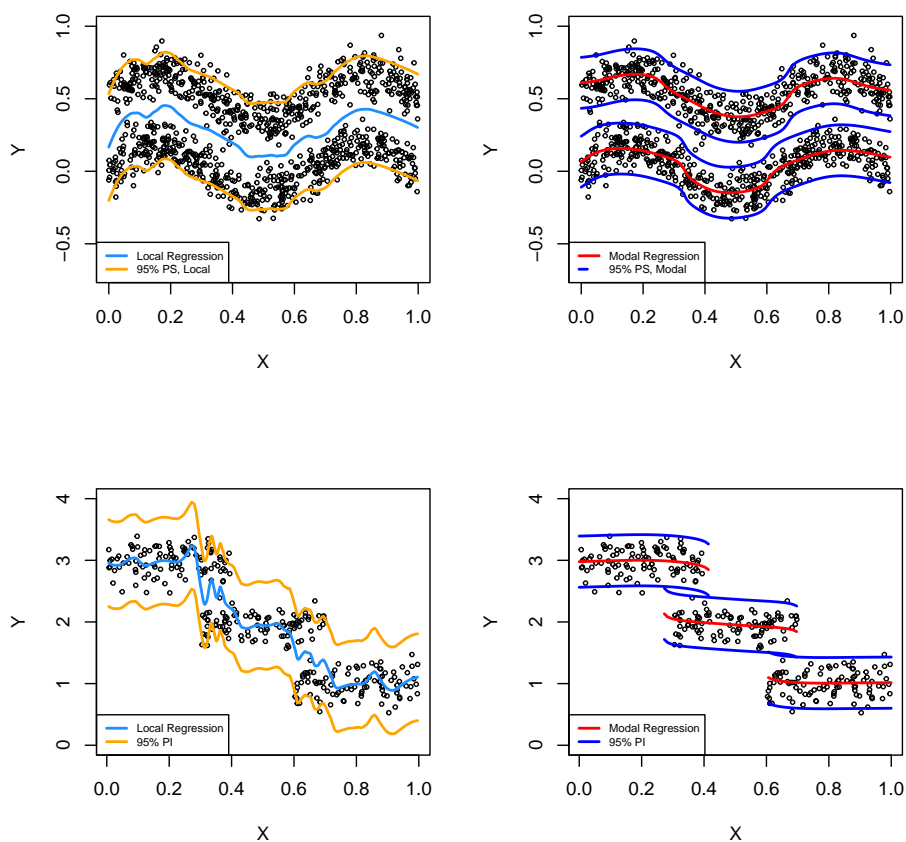 1.0
0.5
0.0
−0.5
Y
Local Regression
95% PS, Local
0.0 0.2 0.4 0.6 0.8 1.0
X
1.0
0.5
0.0
−0.5
Y
Modal Regression
95% PS, Modal
0.0 0.2 0.4 0.6 0.8 1.0
X
4
3
2
1
0
Y
Local Regression
95% PI
0.0 0.2 0.4 0.6 0.8 1.0
X
4
3
2
1
0
Y
Modal Regression
95% PI
0.0 0.2 0.4 0.6 0.8 1.0
X